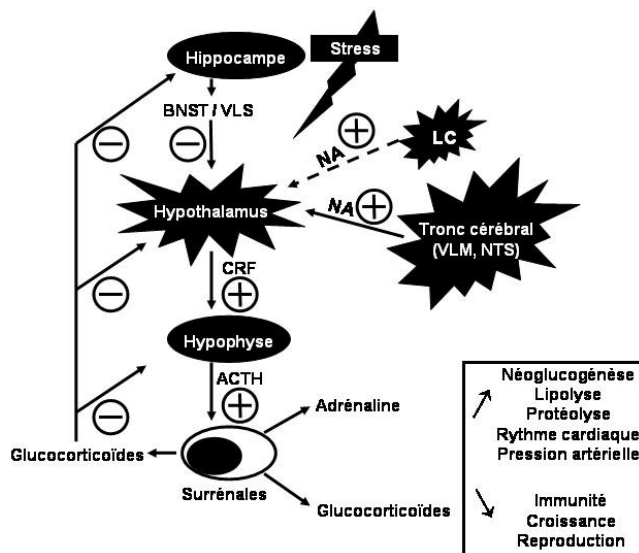 Hippocampe
Stress
BNST / VLS
NA
LC
Hypothalamus
NA
Tronc cérébral
(VLM, NTS)
CRF
Hypophyse
ACTH
Adrénaline
Glucocorticoïdes
Surrénales
Glucocorticoïdes
Néoglucogénèse
Lipolyse
Protéolyse
Rythme cardiaque
Pression artérielle
Immunité
Croissance
Reproduction